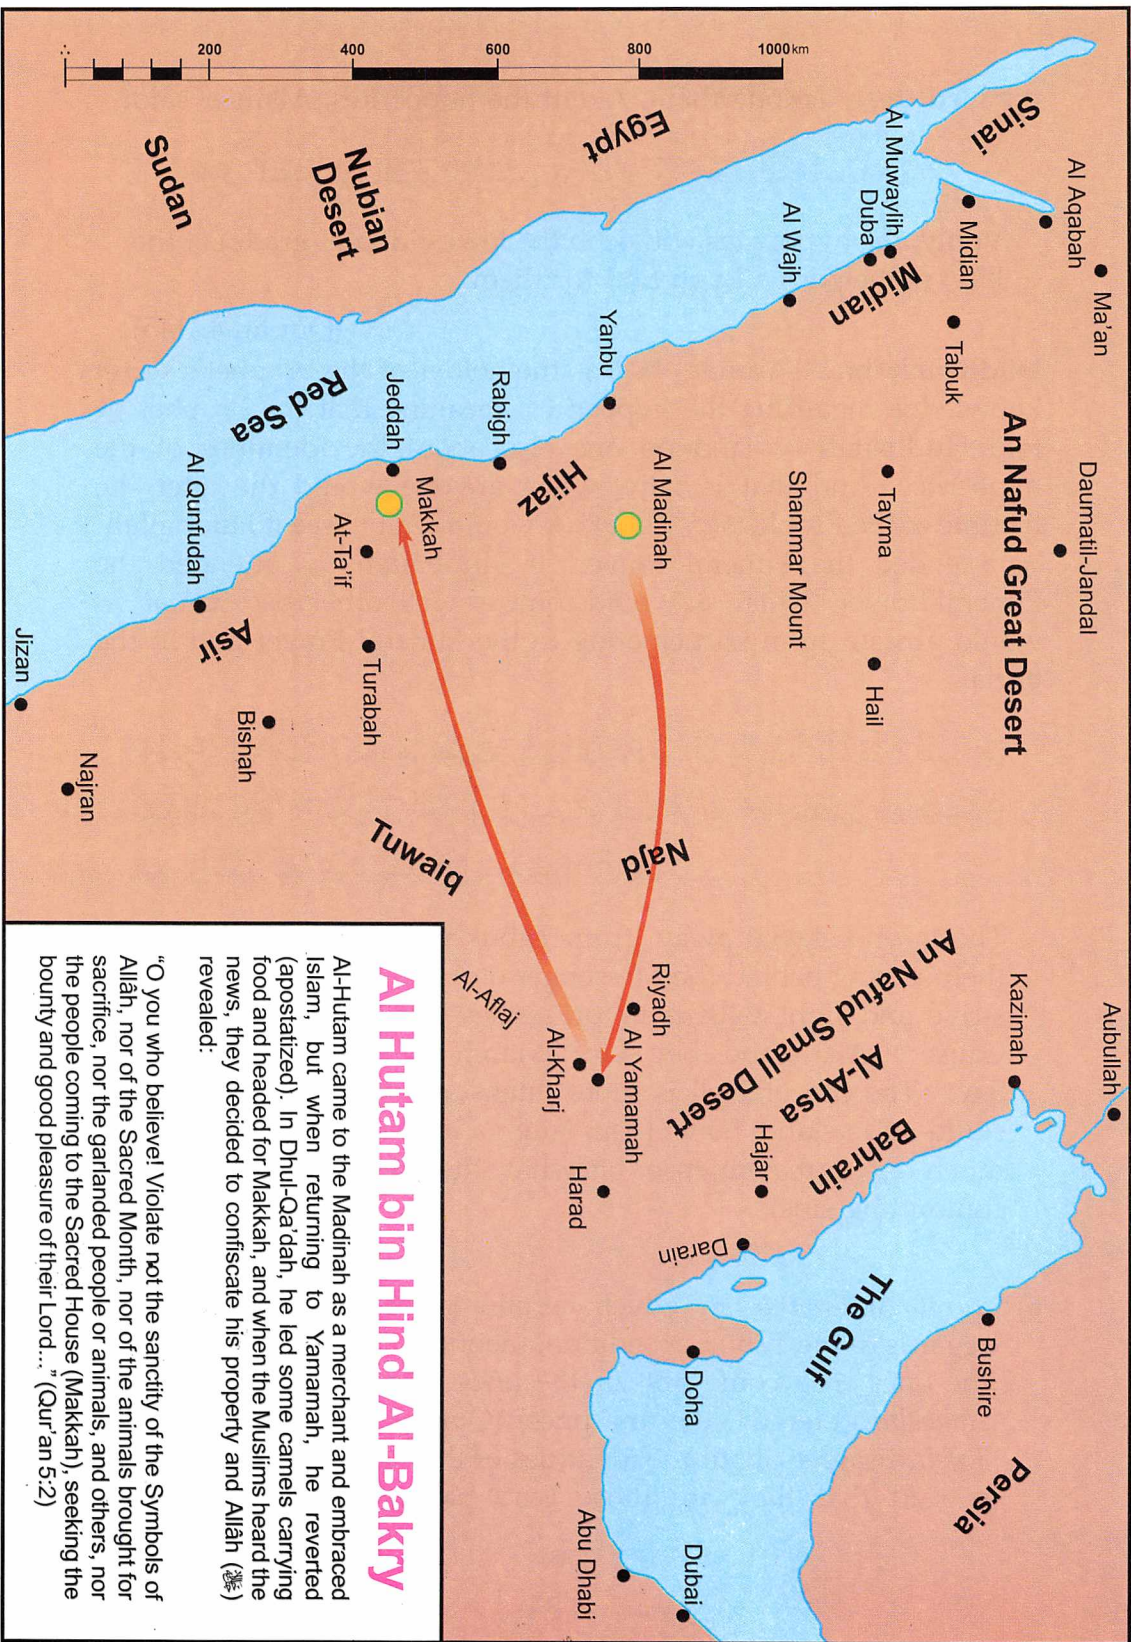 Ma'an
Al Aqabah
Sinai
Midian
Al Muwaylih
Duba
Midian
Tabuk
Al Wajh
Daumatil-Jandal
An Nafud Great Desert
Tayma
Hail
Shammar Mount
Aubullah
Kazimah
Bushire
Persia
An Nafud Small Desert
Al-Ahsa
Bahrain
The Gulf
Hajar
Darain
Doha
Dubai
Abu Dhabi
Harad
Riyadh
Al Yamamah
Al-Kharj
Al-Aflaj
Najd
Tuwaiq
Al Madinah
Yanbu
Hijaz
Rabigh
Egypt
Nubian
Desert
Sudan
Red Sea
Jeddah
Makkah
At-Ta'if
Turabah
Al Qunfudah
Asir
Bishah
Jizan
Najran
200
400
600
800
1000km
Al Hutam bin Hind Al-Bakry
Al-Hutam came to the Madinah as a merchant and embraced
Islam, but when returning to Yamamah, he reverted
(apostatized). In Dhul-Qa'dah, he led some camels carrying
food and headed for Makkah, and when the Muslims heard the
news, they decided to confiscate his property and Allâh (ﷻ)
revealed:
“O you who believe! Violate not the sanctity of the Symbols of
Allâh, nor of the Sacred Month, nor of the animals brought for
sacrifice, nor the garlanded people or animals, and others, nor
the people coming to the Sacred House (Makkah), seeking the
bounty and good pleasure of their Lord...” (Qur'an 5:2)